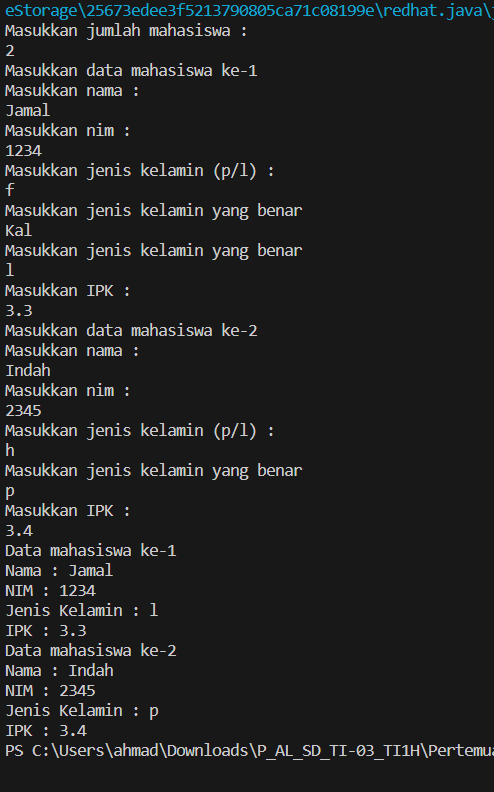 eStorage\25673edee3f5213790805ca71c08199e\redhat.java\j
Masukkan jumlah mahasiswa :
2
Masukkan data mahasiswa ke-1
Masukkan nama :
Jamal
Masukkan nim :
1234
Masukkan jenis kelamin (p/l) :
f
Masukkan jenis kelamin yang benar
Kal
Masukkan jenis kelamin yang benar
l
Masukkan IPK :
3.3
Masukkan data mahasiswa ke-2
Masukkan nama :
Indah
Masukkan nim :
2345
Masukkan jenis kelamin (p/l) :
h
Masukkan jenis kelamin yang benar
p
Masukkan IPK :
3.4
Data mahasiswa ke-1
Nama : Jamal
NIM : 1234
Jenis Kelamin : l
IPK : 3.3
Data mahasiswa ke-2
Nama : Indah
NIM : 2345
Jenis Kelamin : p
IPK : 3.4
PS C:\Users\ahmad\Downloads\P_AL_SD_TI-03_TI1H\Pertemua